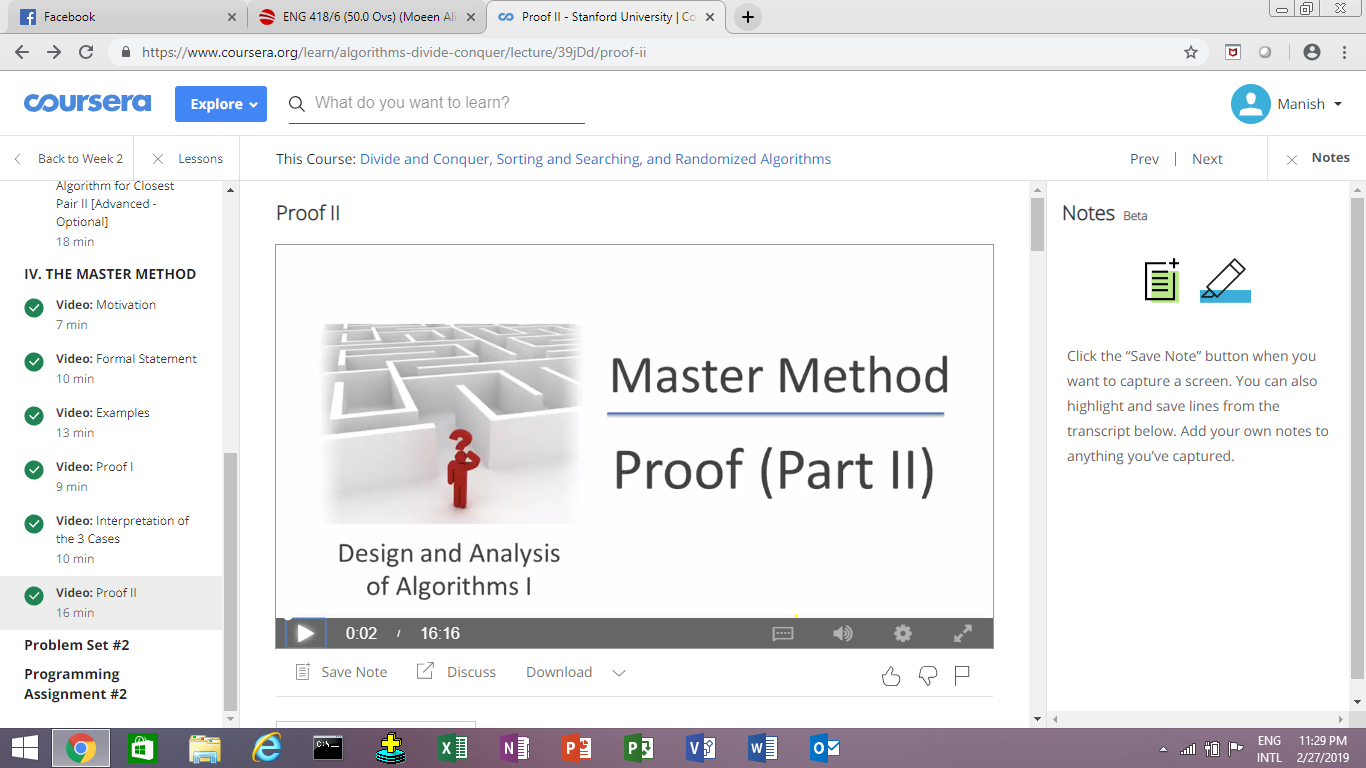 Facebook
ENG 418/6 (50.0 Ovs) (Moeen Ali
Proof II - Stanford University | Co
https://www.coursera.org/learn/algorithms-divide-conquer/lecture/39jDd/proof-ii
coursera
Explore
What do you want to learn?
Manish
Back to Week 2
Lessons
This Course: Divide and Conquer, Sorting and Searching, and Randomized Algorithms
Prev | Next
Notes
Algorithm for Closest
Pair II [Advanced -
Optional]
18 min
IV. THE MASTER METHOD
Video: Motivation
7 min
Video: Formal Statement
10 min
Video: Examples
13 min
Video: Proof I
9 min
Video: Interpretation of
the 3 Cases
10 min
Video: Proof II
16 min
Problem Set #2
Programming
Assignment #2
Proof II
Master Method
Proof (Part II)
Design and Analysis
of Algorithms I
0:02 / 16:16
Save Note
Discuss
Download
Notes Beta
Click the “Save Note” button when you
want to capture a screen. You can also
highlight and save lines from the
transcript below. Add your own notes to
anything you’ve captured.
ENG
INTL
11:29 PM
2/27/2019